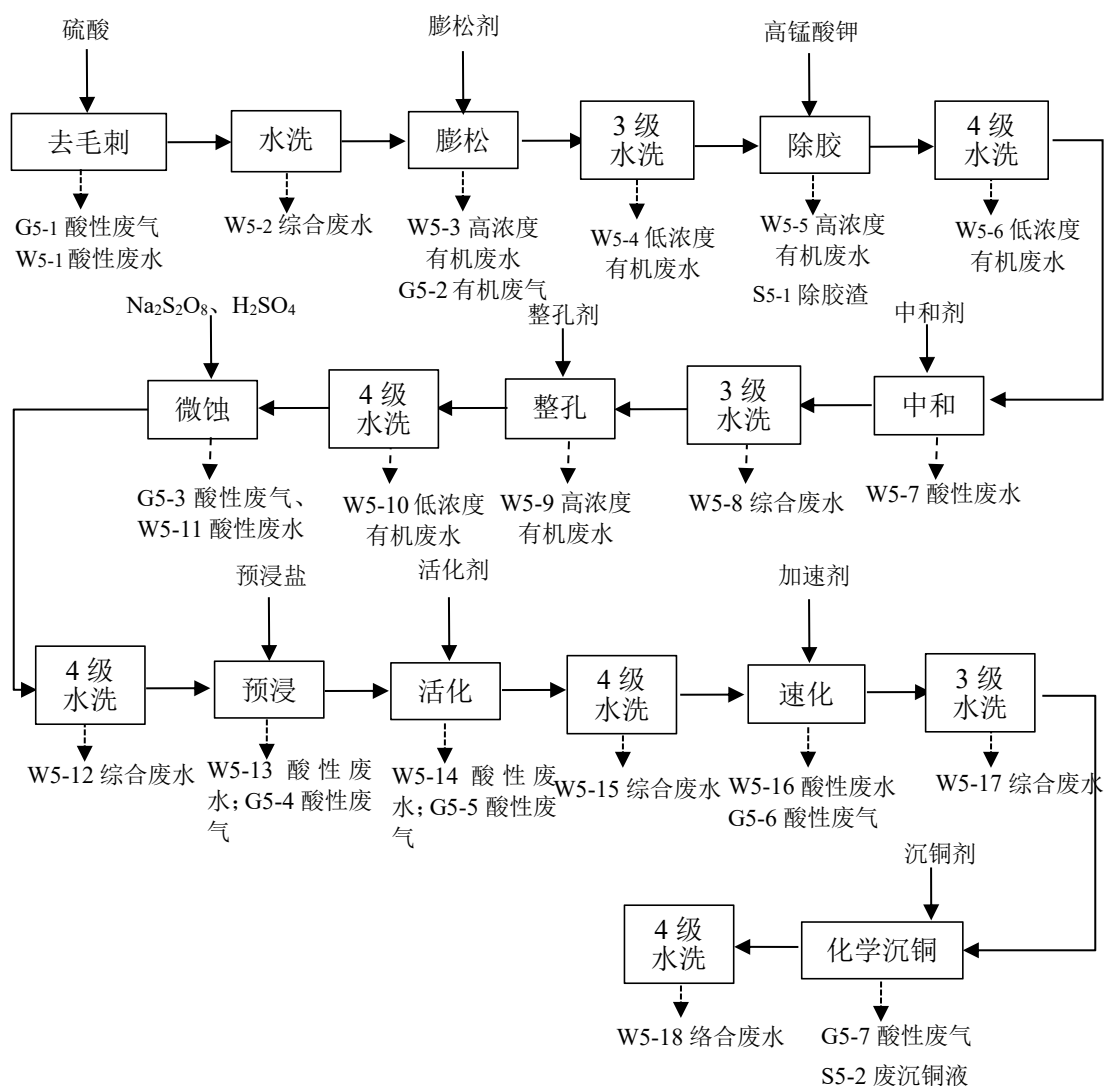 硫酸
膨松剂
高锰酸钾
去毛刺
水洗
膨松
3 级
水洗
除胶
4 级
水洗
G5-1 酸性废气
W5-1 酸性废水
W5-2 综合废水
W5-3 高浓度
有机废水
G5-2 有机废气
W5-4 低浓度
有机废水
W5-5 高浓度
有机废水
S5-1 除胶渣
W5-6 低浓度
有机废水
Na₂S₂O₈、H₂SO₄
整孔剂
中和剂
微蚀
4 级
水洗
整孔
3 级
水洗
中和
G5-3 酸性废气、
W5-11 酸性废水
W5-10 低浓度
有机废水
W5-9 高浓度
有机废水
W5-8 综合废水
W5-7 酸性废水
预浸盐
活化剂
加速剂
4 级
水洗
预浸
活化
4 级
水洗
速化
3 级
水洗
W5-12 综合废水
W5-13 酸性废
水；G5-4 酸性废
气
W5-14 酸性废
水；G5-5 酸性废
气
W5-15 综合废水
W5-16 酸性废水
G5-6 酸性废气
W5-17 综合废水
沉铜剂
4 级
水洗
化学沉铜
W5-18 络合废水
G5-7 酸性废气
S5-2 废沉铜液